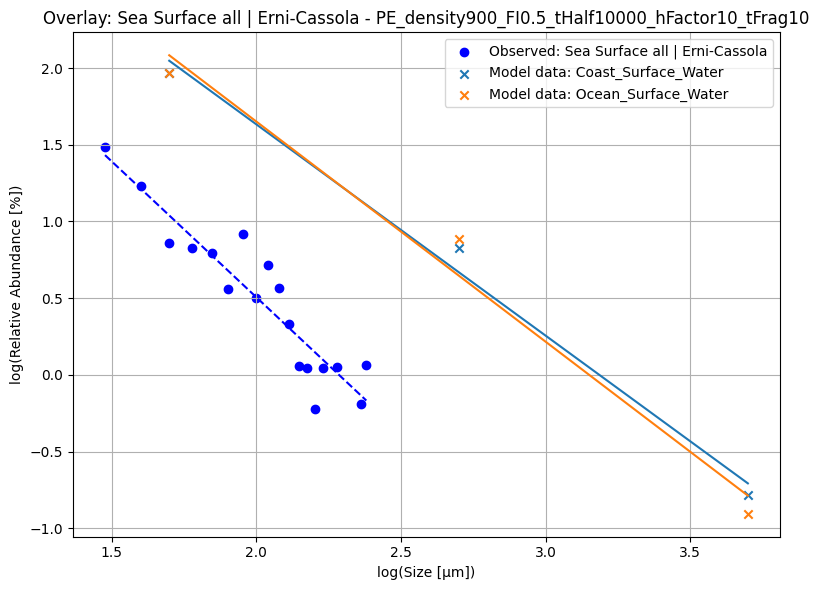 Overlay: Sea Surface all | Erni-Cassola - PE_density900_FI0.5_tHalf10000_hFactor10_tFrag10
Observed: Sea Surface all | Erni-Cassola
Model data: Coast_Surface_Water
Model data: Ocean_Surface_Water
log(Relative Abundance [%])
2.0
1.5
1.0
0.5
0.0
−0.5
−1.0
1.5 2.0 2.5 3.0 3.5
log(Size [μm])